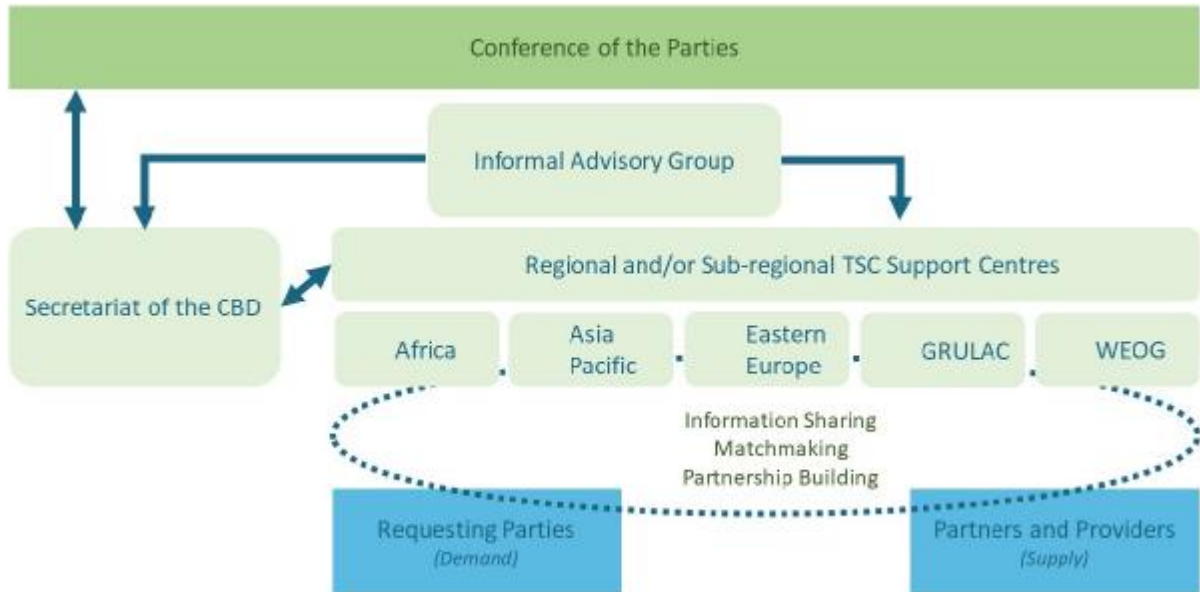 Conference of the Parties
Informal Advisory Group
Secretariat of the CBD
Regional and/or Sub-regional TSC Support Centres
Africa
Asia
Pacific
Eastern
Europe
GRULAC
WEOG
Information Sharing
Matchmaking
Partnership Building
Requesting Parties
(Demand)
Partners and Providers
(Supply)